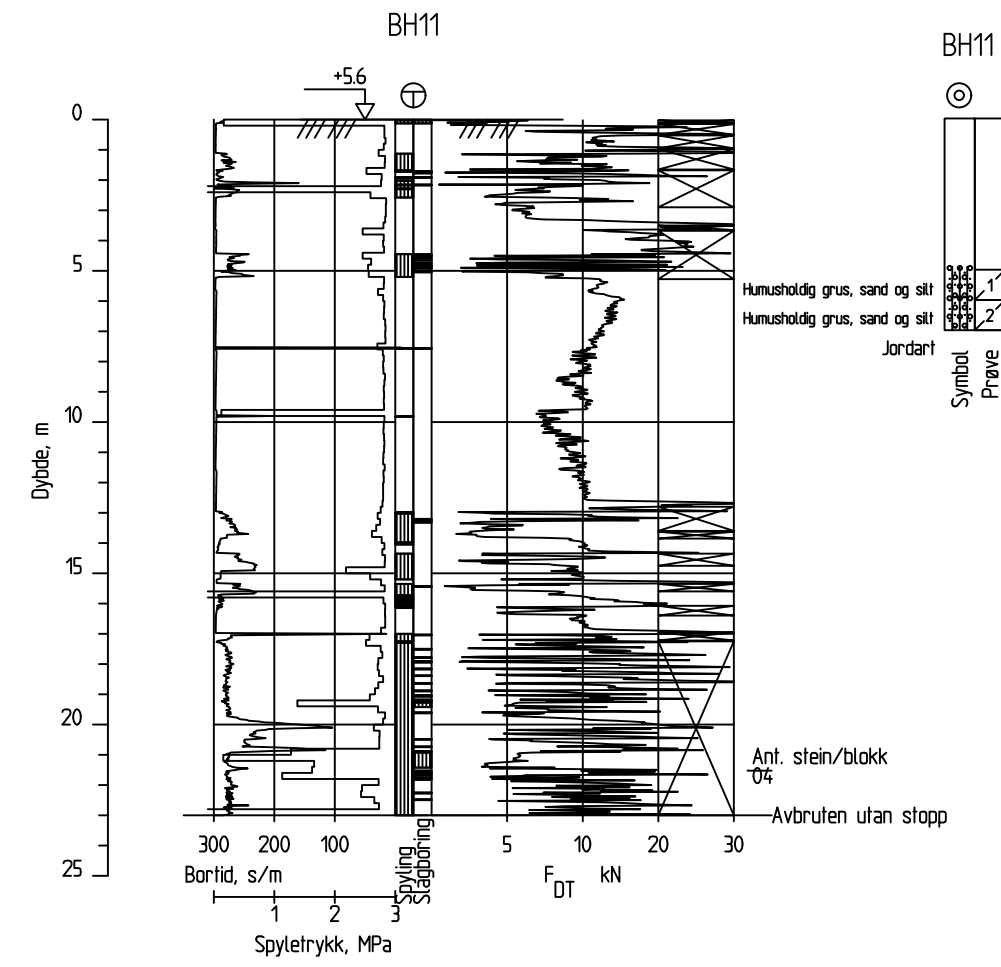 BH11
BH11
+5.6
0
5
10
15
20
25
Dybde, m
Humusholdig grus, sand og silt
Humusholdig grus, sand og silt
1
2
Jordart
Symbol
Prøve
Ant. stein/blokk
04
Avbruten utan stopp
300 200 100
5 10 20 30
Bortid, s/m
Spyling
Slagboring
F DT kN
1 2 3
Spyletrykk, MPa